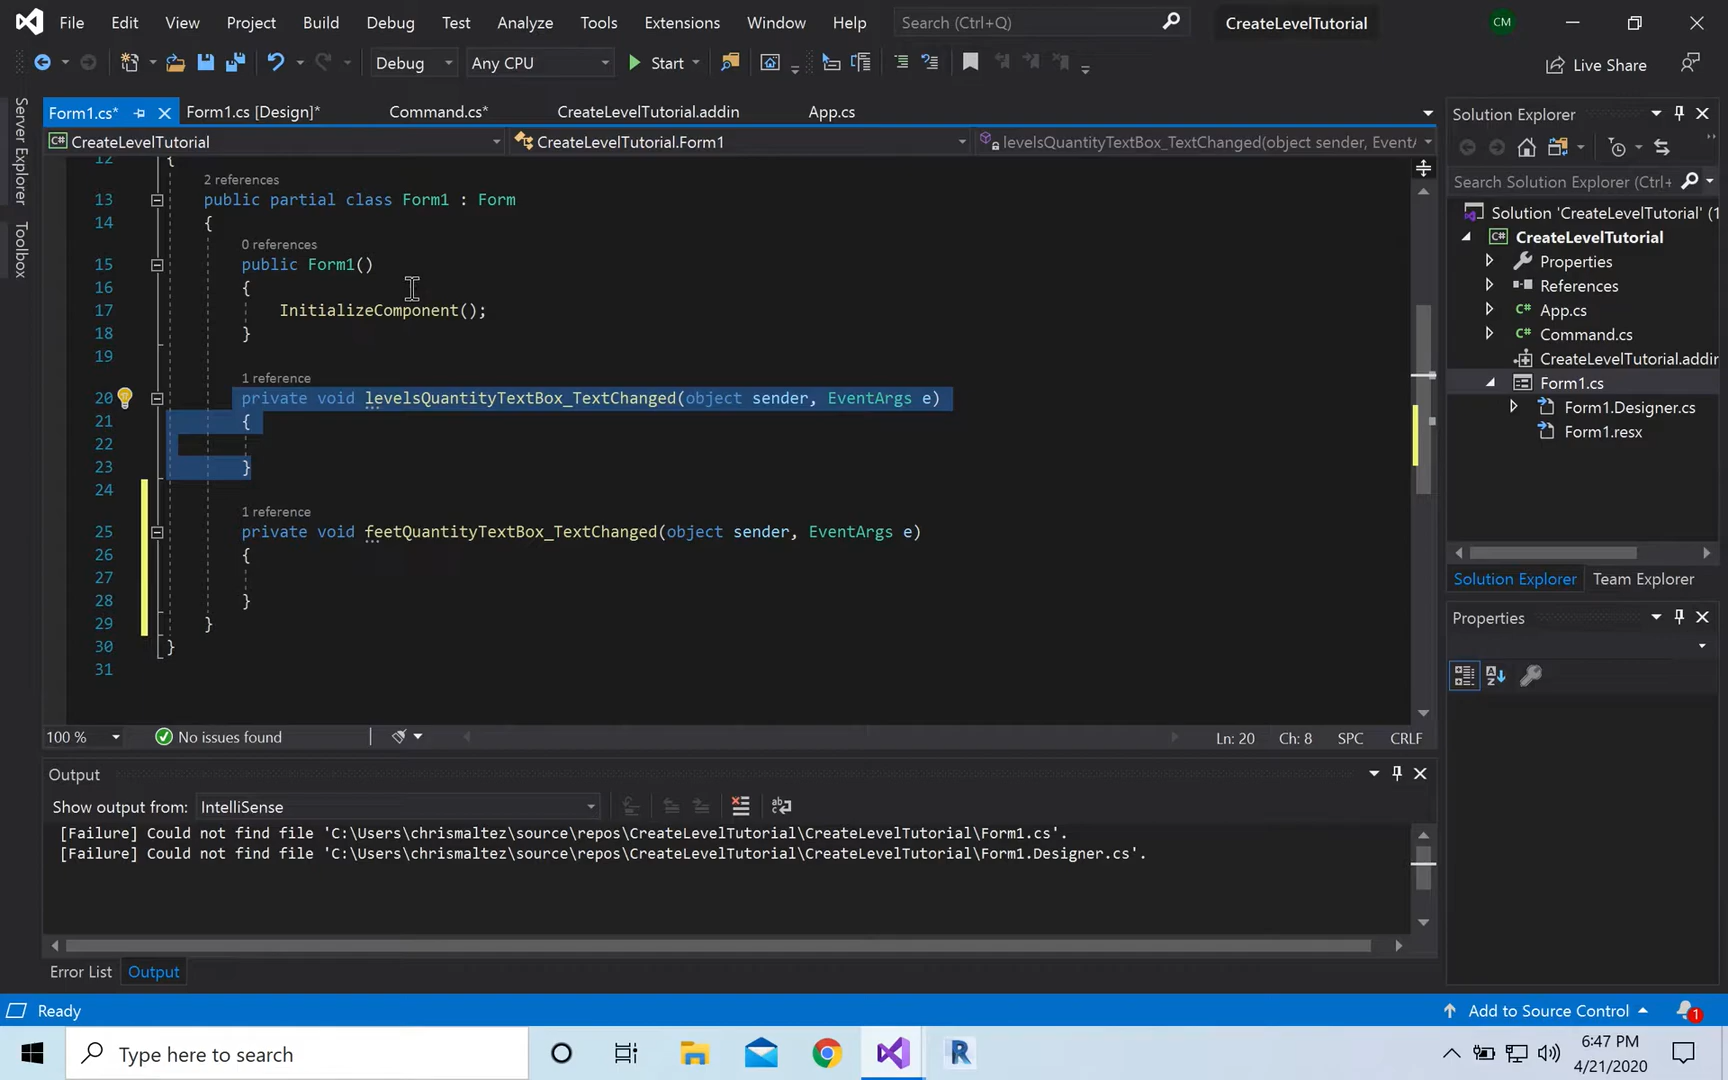 File Edit View Project Build Debug Test Analyze Tools Extensions Window Help Search (Ctrl+Q) CreateLevelTutorial CM
Debug Any CPU Start Live Share
Server Explorer
Toolbox
Form1.cs* Form1.cs [Design]* Command.cs* CreateLevelTutorial.addin App.cs
CreateLevelTutorial CreateLevelTutorial.Form1 levelsQuantityTextBox_TextChanged(object sender, EventA
12 {
2 references
13 public partial class Form1 : Form
14 {
0 references
15 public Form1()
16 {
17 InitializeComponent();
18 }
19
1 reference
20 private void levelsQuantityTextBox_TextChanged(object sender, EventArgs e)
21 {
22
23 }
24
1 reference
25 private void feetQuantityTextBox_TextChanged(object sender, EventArgs e)
26 {
27
28 }
29 }
30 }
31
100 % No issues found Ln: 20 Ch: 8 SPC CRLF
Output
Show output from: IntelliSense
[Failure] Could not find file 'C:\Users\chrismaltez\source\repos\CreateLevelTutorial\CreateLevelTutorial\Form1.cs'.
[Failure] Could not find file 'C:\Users\chrismaltez\source\repos\CreateLevelTutorial\CreateLevelTutorial\Form1.Designer.cs'.
Error List Output
Solution Explorer
Search Solution Explorer (Ctrl+
Solution 'CreateLevelTutorial' (1
CreateLevelTutorial
Properties
References
App.cs
Command.cs
CreateLevelTutorial.addin
Form1.cs
Form1.Designer.cs
Form1.resx
Solution Explorer Team Explorer
Properties
Ready Add to Source Control 1
Type here to search
6:47 PM
4/21/2020